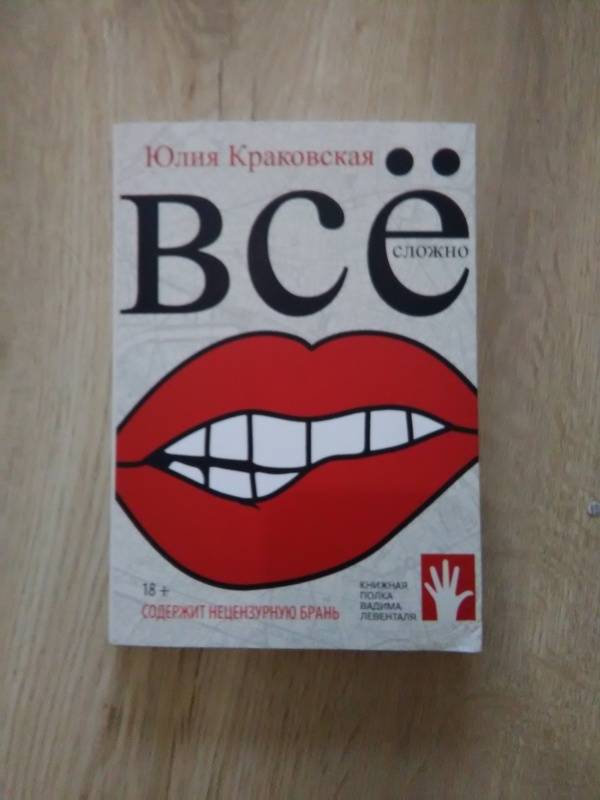 Юлия Краковская
всё
сложно
18 +
СОДЕРЖИТ НЕЦЕНЗУРНУЮ БРАНЬ
КНИЖНАЯ
ПОЛКА
ВАДИМА
ЛЕВЕНТАЛЯ